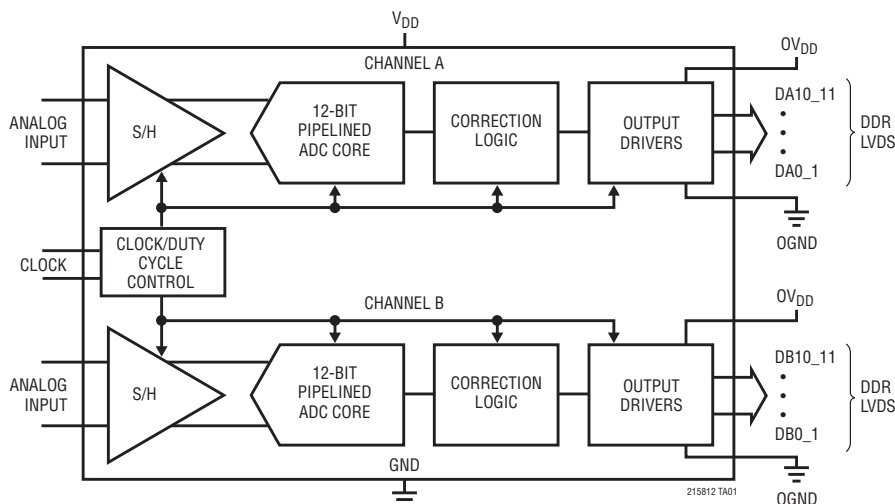 VDD
CHANNEL A
OVDD
ANALOG
INPUT
S/H
12-BIT
PIPELINED
ADC CORE
CORRECTION
LOGIC
OUTPUT
DRIVERS
DA10_11
•
•
•
DA0_1
DDR
LVDS
OGND
CLOCK
CLOCK/DUTY
CYCLE
CONTROL
CHANNEL B
OVDD
ANALOG
INPUT
S/H
12-BIT
PIPELINED
ADC CORE
CORRECTION
LOGIC
OUTPUT
DRIVERS
DB10_11
•
•
•
DB0_1
DDR
LVDS
GND
215812 TA01
OGND